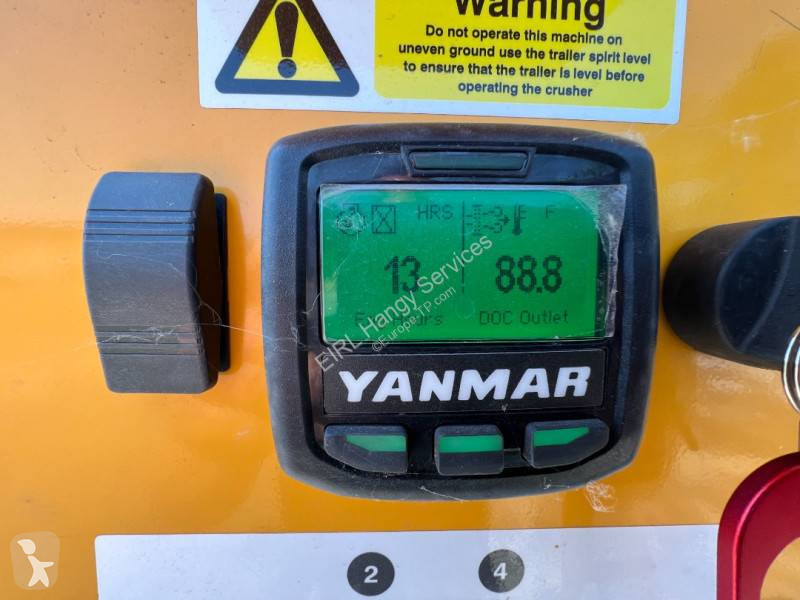 Warning
Do not operate this machine on
uneven ground use the trailer spirit level
to ensure that the trailer is level before
operating the crusher
HRS F
13 88.8
Hours DOC Outlet
YANMAR
EIRL Hangy Services
©Europe-TP.com
2 4